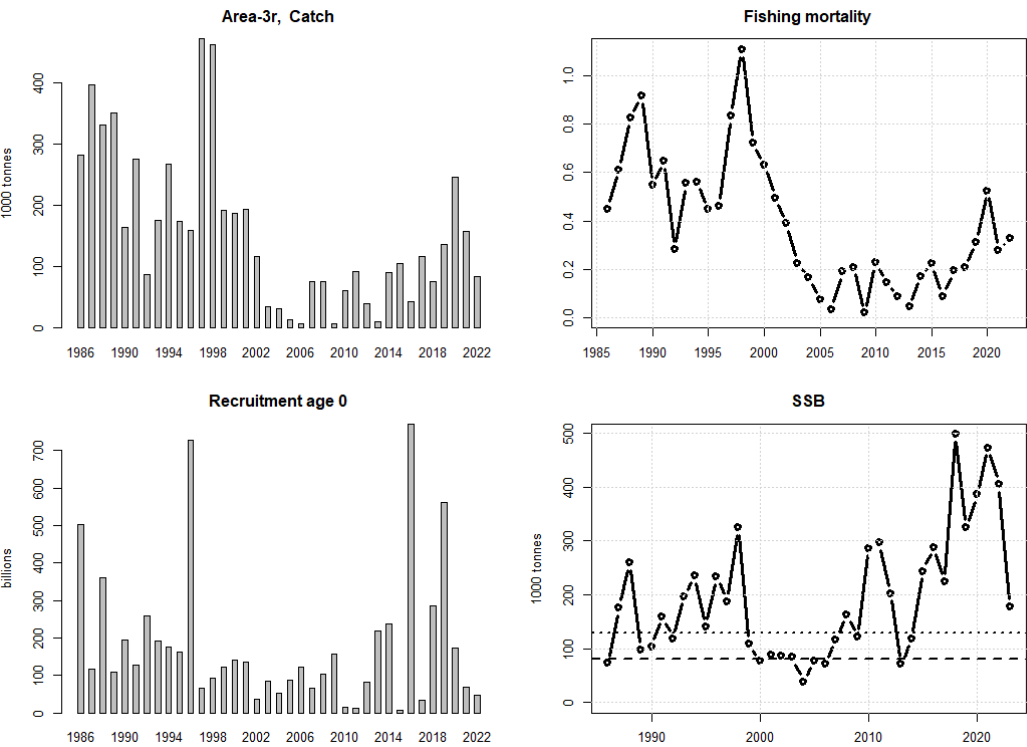 Area-3r, Catch
1000 tonnes
400
300
200
100
0
1986 1990 1994 1998 2002 2006 2010 2014 2018 2022
Fishing mortality
1.0
0.8
0.6
0.4
0.2
0.0
1985 1990 1995 2000 2005 2010 2015 2020
Recruitment age 0
billions
700
600
500
400
300
200
100
0
1986 1990 1994 1998 2002 2006 2010 2014 2018 2022
SSB
1000 tonnes
500
400
300
200
100
0
1990 2000 2010 2020